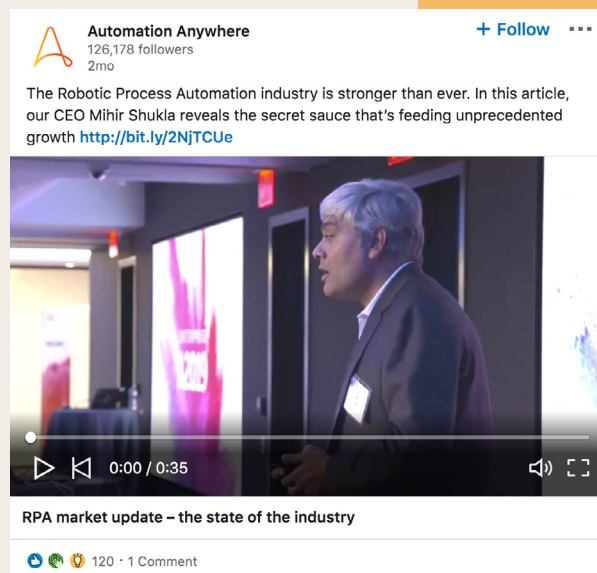 Automation Anywhere
+ Follow
126,178 followers
2mo
The Robotic Process Automation industry is stronger than ever. In this article,
our CEO Mihir Shukla reveals the secret sauce that's feeding unprecedented
growth http://bit.ly/2NjTCUe
2019
0:00 / 0:35
RPA market update – the state of the industry
120 · 1 Comment